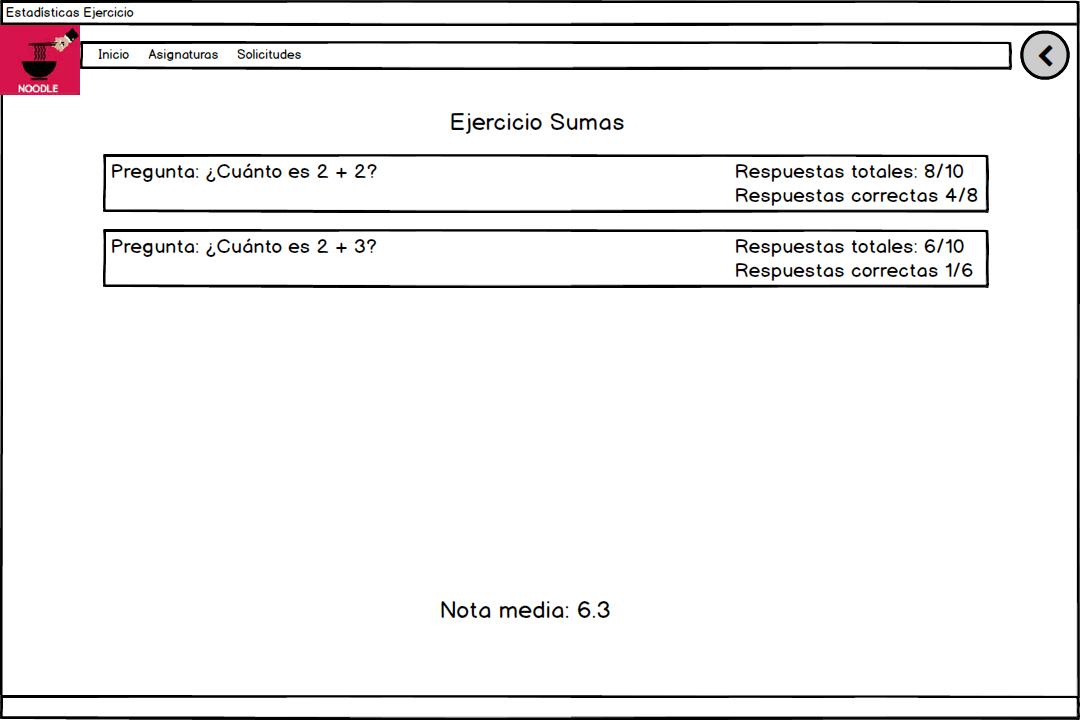 Estadísticas Ejercicio
NOODLE
Inicio Asignaturas Solicitudes
Ejercicio Sumas
Pregunta: ¿Cuánto es 2 + 2?
Respuestas totales: 8/10
Respuestas correctas 4/8
Pregunta: ¿Cuánto es 2 + 3?
Respuestas totales: 6/10
Respuestas correctas 1/6
Nota media: 6.3